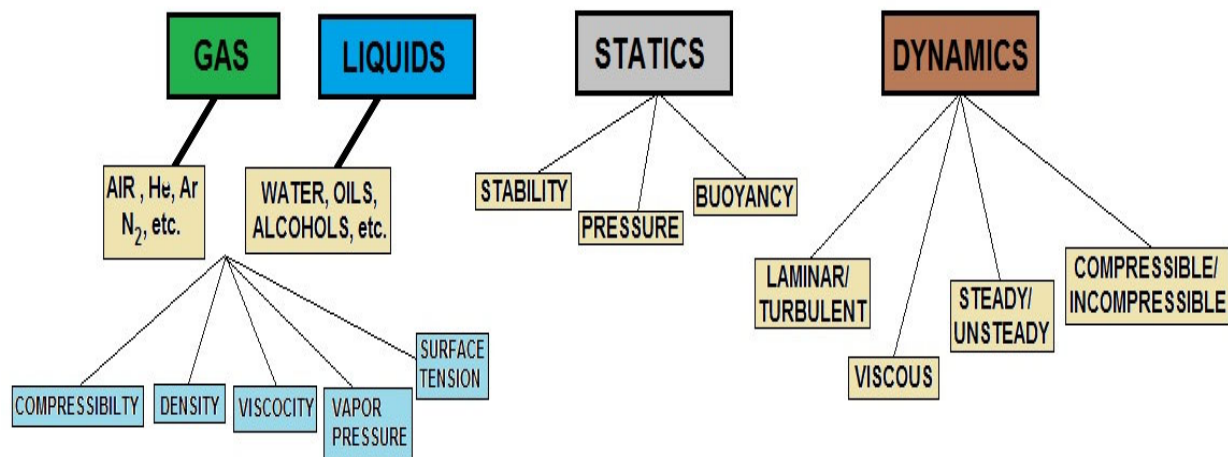 GAS
LIQUIDS
STATICS
DYNAMICS
AIR , He, Ar
N2, etc.
WATER, OILS,
ALCOHOLS, etc.
STABILITY
PRESSURE
BUOYANCY
LAMINAR/
TURBULENT
VISCOUS
STEADY/
UNSTEADY
COMPRESSIBLE/
INCOMPRESSIBLE
COMPRESSIBILTY
DENSITY
VISCOCITY
VAPOR
PRESSURE
SURFACE
TENSION